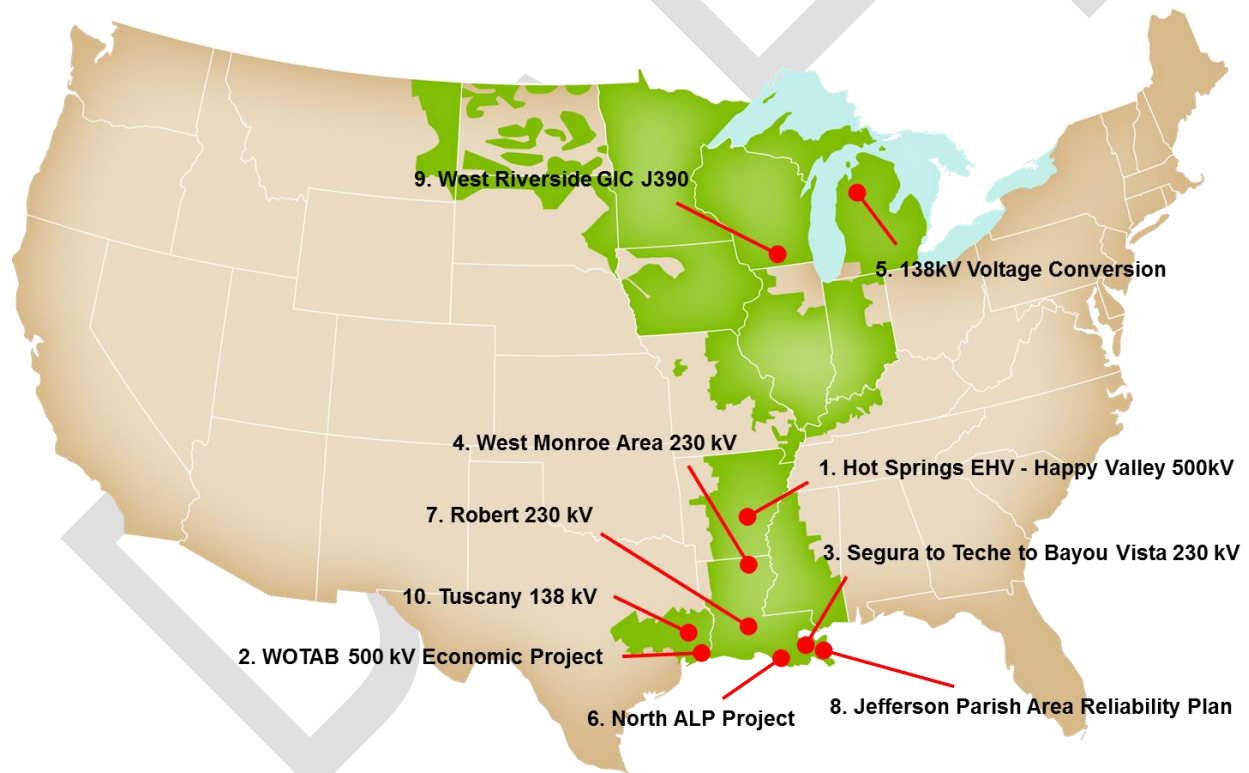 9. West Riverside GIC J390
5. 138kV Voltage Conversion
4. West Monroe Area 230 kV
1. Hot Springs EHV - Happy Valley 500kV
7. Robert 230 kV
3. Segura to Teche to Bayou Vista 230 kV
10. Tuscany 138 kV
2. WOTAB 500 kV Economic Project
6. North ALP Project
8. Jefferson Parish Area Reliability Plan